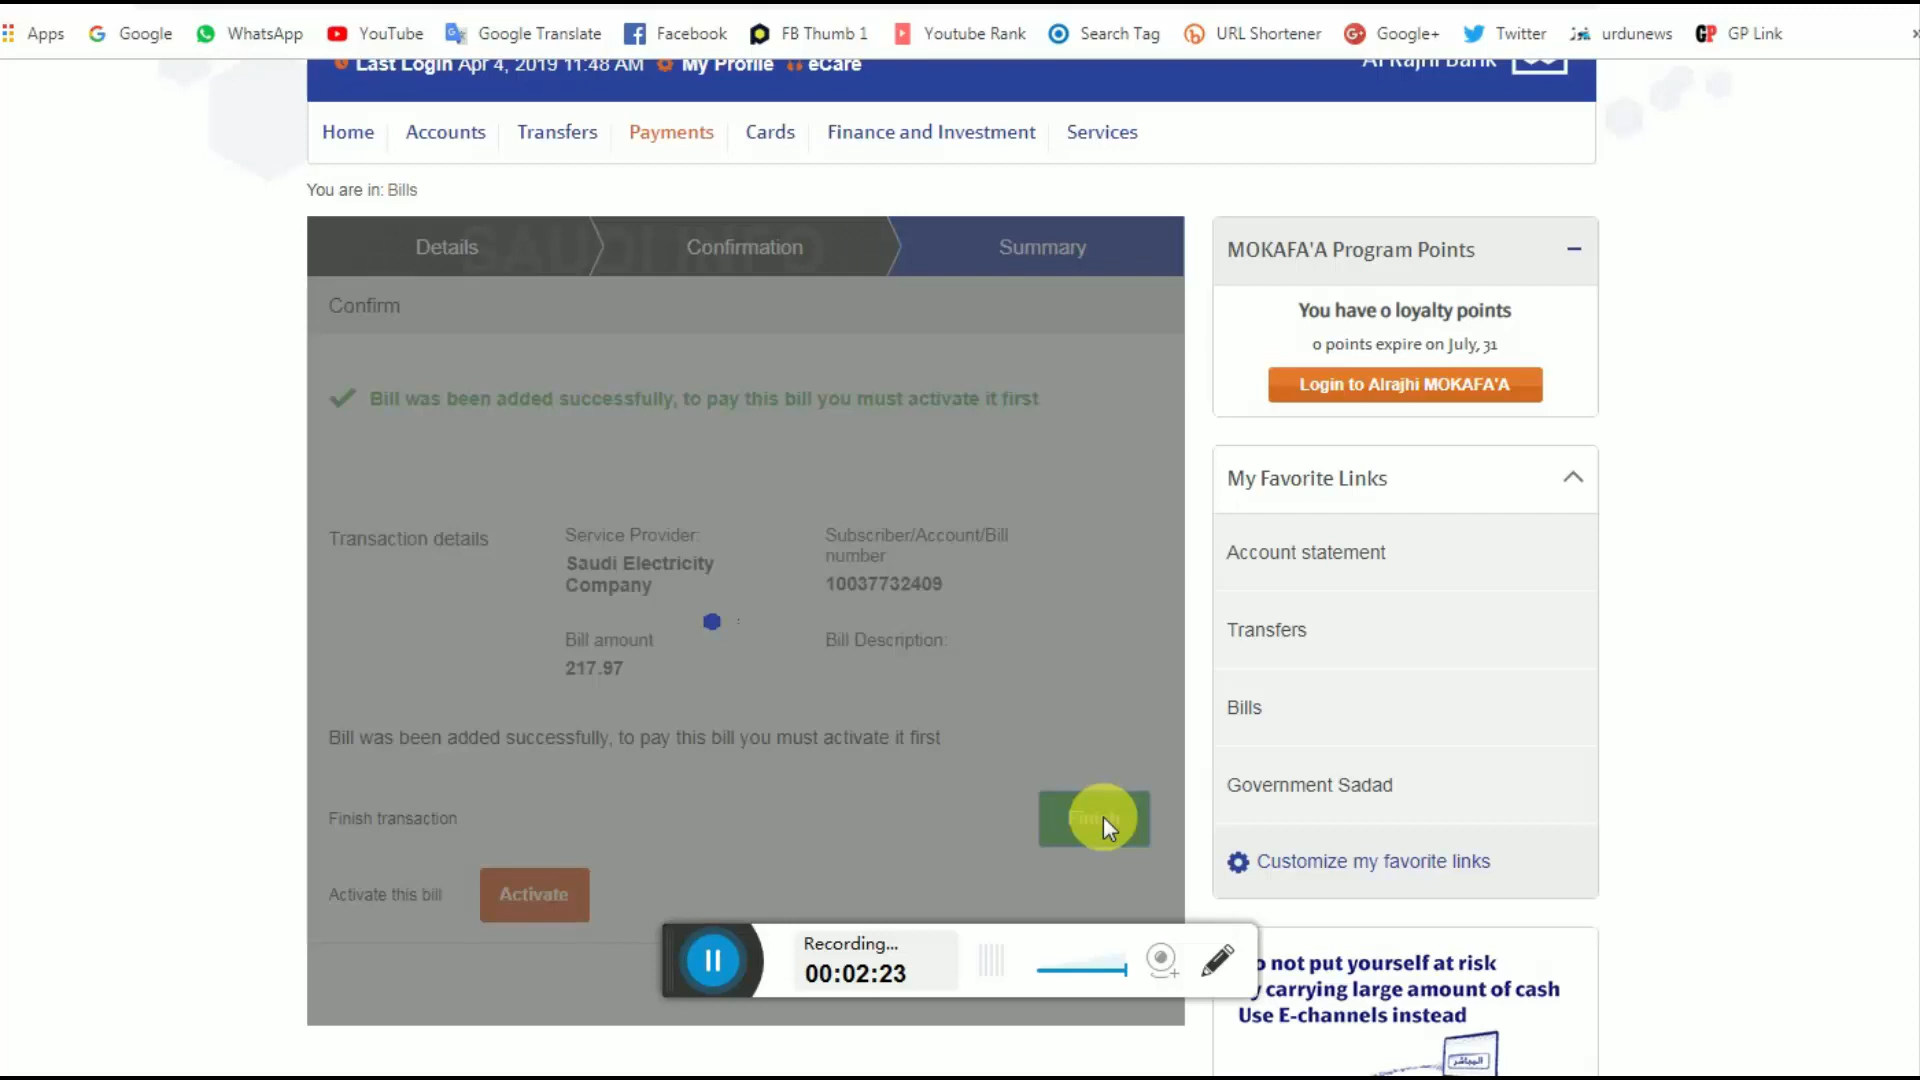 Apps Google WhatsApp YouTube Google Translate Facebook FB Thumb 1 Youtube Rank Search Tag URL Shortener Google+ Twitter urdunews GP Link
Last Login Apr 4, 2019 11:48 AM My Profile eCare
Al Rajhi Bank
Home Accounts Transfers Payments Cards Finance and Investment Services
You are in: Bills
Details Confirmation Summary
SAUDI INFO
Confirm
Bill was been added successfully, to pay this bill you must activate it first
Transaction details
Service Provider:
Saudi Electricity
Company
Subscriber/Account/Bill
number
10037732409
Bill amount
217.97
Bill Description:
Bill was been added successfully, to pay this bill you must activate it first
Finish transaction
Finish
Activate this bill
Activate
MOKAFA'A Program Points
You have 0 loyalty points
0 points expire on July, 31
Login to Alrajhi MOKAFA'A
My Favorite Links
Account statement
Transfers
Bills
Government Sadad
Customize my favorite links
Recording...
00:02:23
o not put yourself at risk
y carrying large amount of cash
Use E-channels instead
المباشر